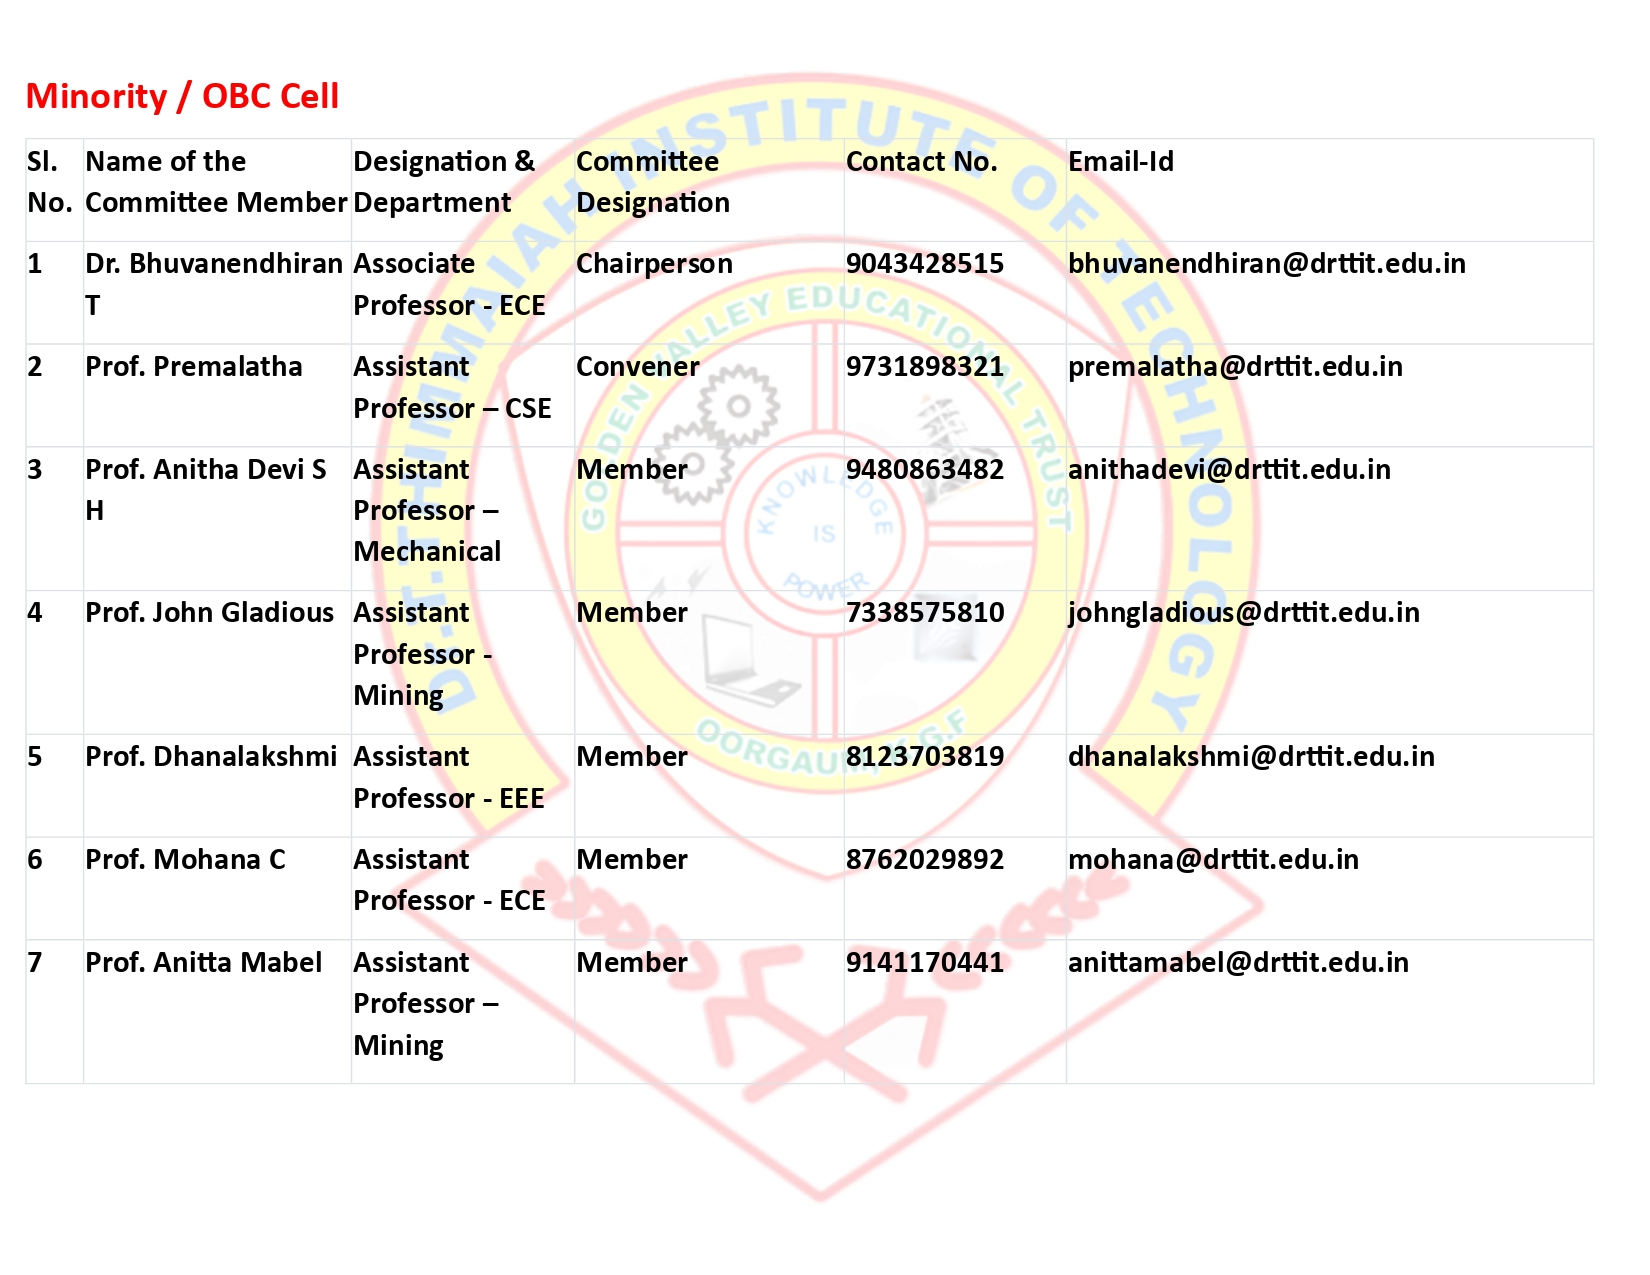 Minority / OBC Cell
Sl. No.
Name of the Committee Member
Designation & Department
Committee Designation
Contact No.
Email-Id
1
Dr. Bhuvanendhiran T
Associate Professor - ECE
Chairperson
9043428515
bhuvanendhiran@drttit.edu.in
2
Prof. Premalatha
Assistant Professor – CSE
Convener
9731898321
premalatha@drttit.edu.in
3
Prof. Anitha Devi S H
Assistant Professor – Mechanical
Member
9480863482
anithadevi@drttit.edu.in
4
Prof. John Gladious
Assistant Professor - Mining
Member
7338575810
johngladious@drttit.edu.in
5
Prof. Dhanalakshmi
Assistant Professor - EEE
Member
8123703819
dhanalakshmi@drttit.edu.in
6
Prof. Mohana C
Assistant Professor - ECE
Member
8762029892
mohana@drttit.edu.in
7
Prof. Anitta Mabel
Assistant Professor – Mining
Member
9141170441
anittamabel@drttit.edu.in
Dr. T. THIMMAIAH INSTITUTE OF TECHNOLOGY
GOLDEN VALLEY EDUCATIONAL TRUST
KNOWLEDGE
IS
POWER
OORGAUM, K.G.F